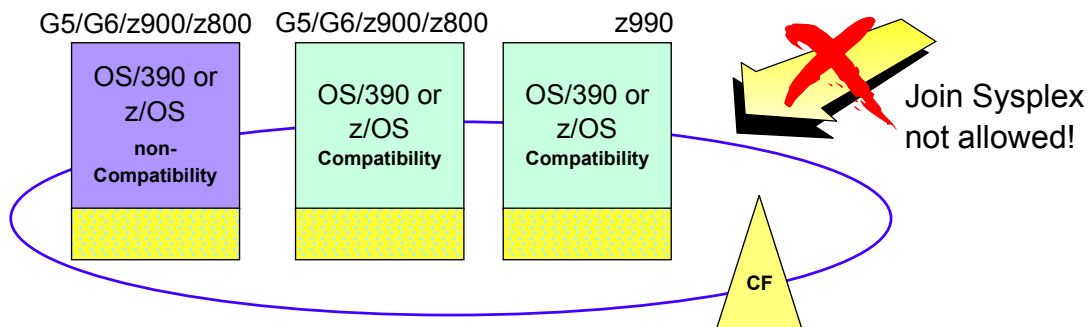 G5/G6/z900/z800
OS/390 or
z/OS
non-
Compatibility
G5/G6/z900/z800
OS/390 or
z/OS
Compatibility
z990
OS/390 or
z/OS
Compatibility
Join Sysplex
not allowed!
CF